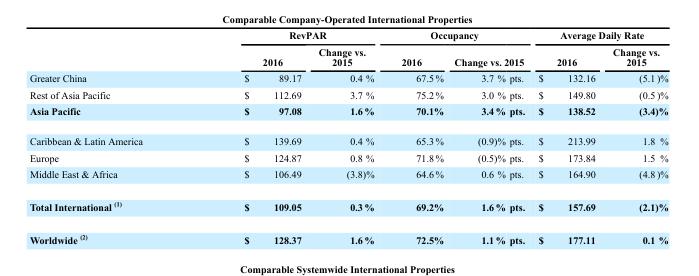 Comparable Company-Operated International Properties
RevPAR Occupancy Average Daily Rate
2016 Change vs. 2015 2016 Change vs. 2015 2016 Change vs. 2015
Greater China $ 89.17 0.4 % 67.5 % 3.7 % pts. $ 132.16 (5.1)%
Rest of Asia Pacific $ 112.69 3.7 % 75.2 % 3.0 % pts. $ 149.80 (0.5)%
Asia Pacific $ 97.08 1.6 % 70.1% 3.4 % pts. $ 138.52 (3.4)%
Caribbean & Latin America $ 139.69 0.4 % 65.3 % (0.9)% pts. $ 213.99 1.8 %
Europe $ 124.87 0.8 % 71.8 % (0.5)% pts. $ 173.84 1.5 %
Middle East & Africa $ 106.49 (3.8)% 64.6 % 0.6 % pts. $ 164.90 (4.8)%
Total International (1) $ 109.05 0.3 % 69.2% 1.6 % pts. $ 157.69 (2.1)%
Worldwide (2) $ 128.37 1.6 % 72.5% 1.1 % pts. $ 177.11 0.1 %
Comparable Systemwide International Properties